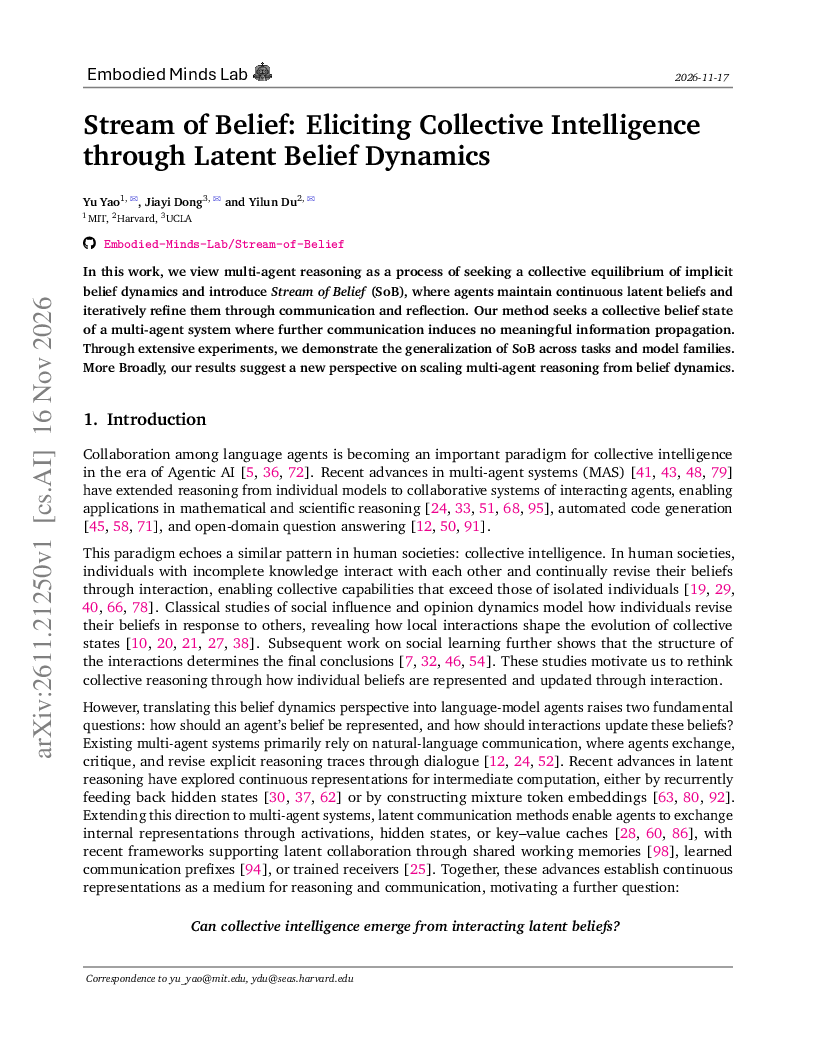 Embodied Minds Lab
2026-11-17
Stream of Belief: Eliciting Collective Intelligence
through Latent Belief Dynamics
Yu Yao1, ✉, Jiayi Dong3, ✉ and Yilun Du2, ✉
1 MIT, 2Harvard, 3UCLA
Embodied-Minds-Lab/Stream-of-Belief
In this work, we view multi-agent reasoning as a process of seeking a collective equilibrium of implicit
belief dynamics and introduce Stream of Belief (SoB), where agents maintain continuous latent beliefs and
iteratively refine them through communication and reflection. Our method seeks a collective belief state
of a multi-agent system where further communication induces no meaningful information propagation.
Through extensive experiments, we demonstrate the generalization of SoB across tasks and model families.
More Broadly, our results suggest a new perspective on scaling multi-agent reasoning from belief dynamics.
1. Introduction
Collaboration among language agents is becoming an important paradigm for collective intelligence
in the era of Agentic AI [5, 36, 72]. Recent advances in multi-agent systems (MAS) [41, 43, 48, 79]
have extended reasoning from individual models to collaborative systems of interacting agents, enabling
applications in mathematical and scientific reasoning [24, 33, 51, 68, 95], automated code generation
[45, 58, 71], and open-domain question answering [12, 50, 91].
This paradigm echoes a similar pattern in human societies: collective intelligence. In human societies,
individuals with incomplete knowledge interact with each other and continually revise their beliefs
through interaction, enabling collective capabilities that exceed those of isolated individuals [19, 29,
40, 66, 78]. Classical studies of social influence and opinion dynamics model how individuals revise
their beliefs in response to others, revealing how local interactions shape the evolution of collective
states [10, 20, 21, 27, 38]. Subsequent work on social learning further shows that the structure of
the interactions determines the final conclusions [7, 32, 46, 54]. These studies motivate us to rethink
collective reasoning through how individual beliefs are represented and updated through interaction.
However, translating this belief dynamics perspective into language-model agents raises two fundamental
questions: how should an agent's belief be represented, and how should interactions update these beliefs?
Existing multi-agent systems primarily rely on natural-language communication, where agents exchange,
critique, and revise explicit reasoning traces through dialogue [12, 24, 52]. Recent advances in latent
reasoning have explored continuous representations for intermediate computation, either by recurrently
feeding back hidden states [30, 37, 62] or by constructing mixture token embeddings [63, 80, 92].
Extending this direction to multi-agent systems, latent communication methods enable agents to exchange
internal representations through activations, hidden states, or key–value caches [28, 60, 86], with
recent frameworks supporting latent collaboration through shared working memories [98], learned
communication prefixes [94], or trained receivers [25]. Together, these advances establish continuous
representations as a medium for reasoning and communication, motivating a further question:
Can collective intelligence emerge from interacting latent beliefs?
Correspondence to yu_yao@mit.edu, ydu@seas.harvard.edu
arXiv:2611.21250v1 [cs.AI] 16 Nov 2026